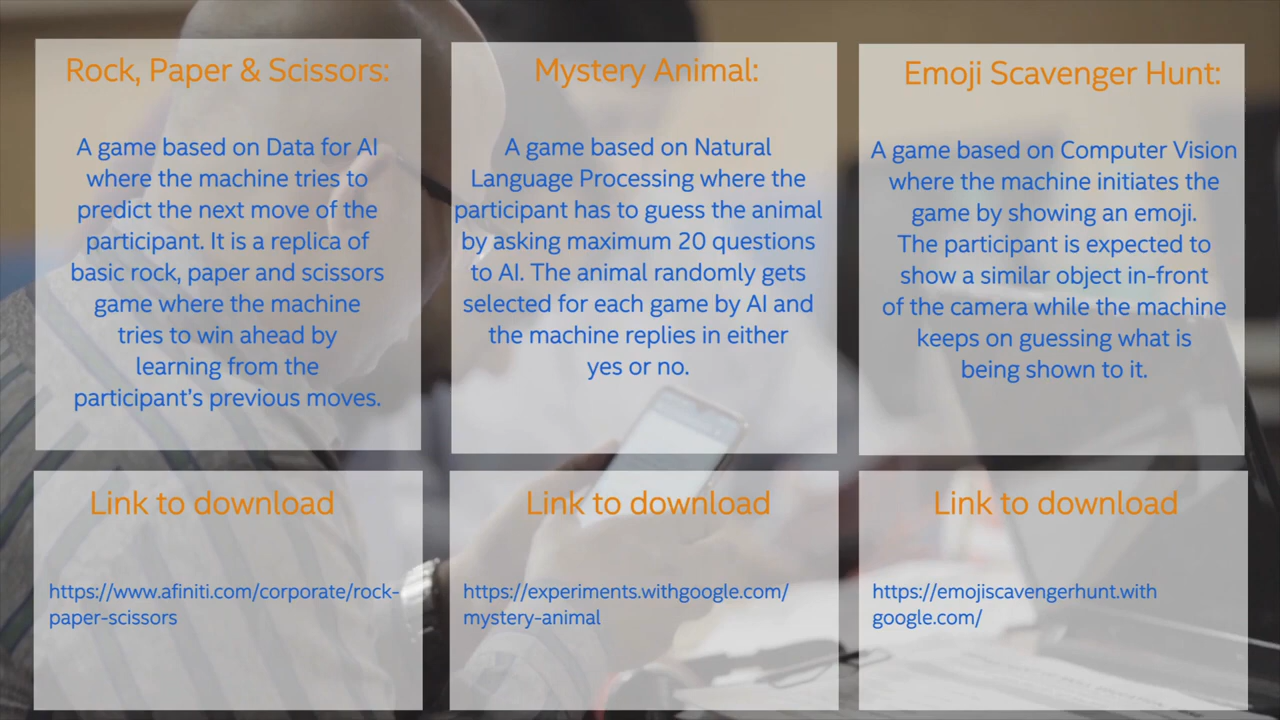 Rock, Paper & Scissors:
A game based on Data for AI
where the machine tries to
predict the next move of the
participant. It is a replica of
basic rock, paper and scissors
game where the machine
tries to win ahead by
learning from the
participant's previous moves.
Mystery Animal:
A game based on Natural
Language Processing where the
participant has to guess the animal
by asking maximum 20 questions
to AI. The animal randomly gets
selected for each game by AI and
the machine replies in either
yes or no.
Emoji Scavenger Hunt:
A game based on Computer Vision
where the machine initiates the
game by showing an emoji.
The participant is expected to
show a similar object in-front
of the camera while the machine
keeps on guessing what is
being shown to it.
Link to download
https://www.afiniti.com/corporate/rock-
paper-scissors
Link to download
https://experiments.withgoogle.com/
mystery-animal
Link to download
https://emojiscavengerhunt.with
google.com/